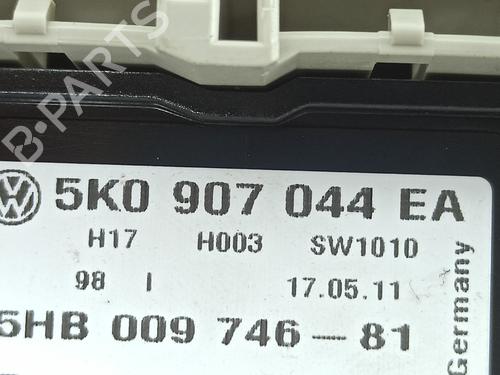 B-PARTS
5K0 907 044 EA
H17 H003 SW1010
98 I 17.05.11
5HB 009 746-81
Germany